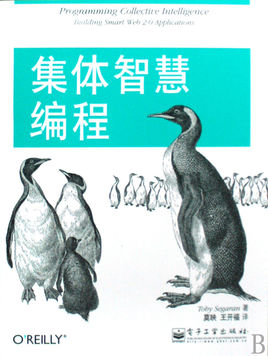 Programming Collective Intelligence
Building Smart Web 2.0 Applications
集体智慧
编程
Toby Segaran 著
莫映 王开福 译
O'REILLY®
电子工业出版社
B